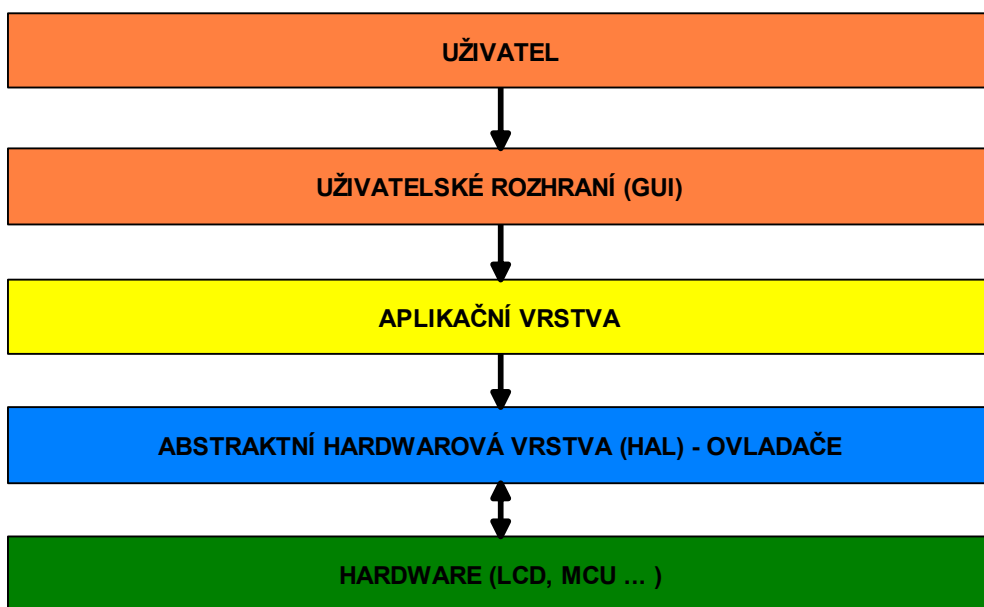 UŽIVATEL
UŽIVATELSKÉ ROZHRANÍ (GUI)
APLIKAČNÍ VRSTVA
ABSTRAKTNÍ HARDWAROVÁ VRSTVA (HAL) - OVLADAČE
HARDWARE (LCD, MCU ... )